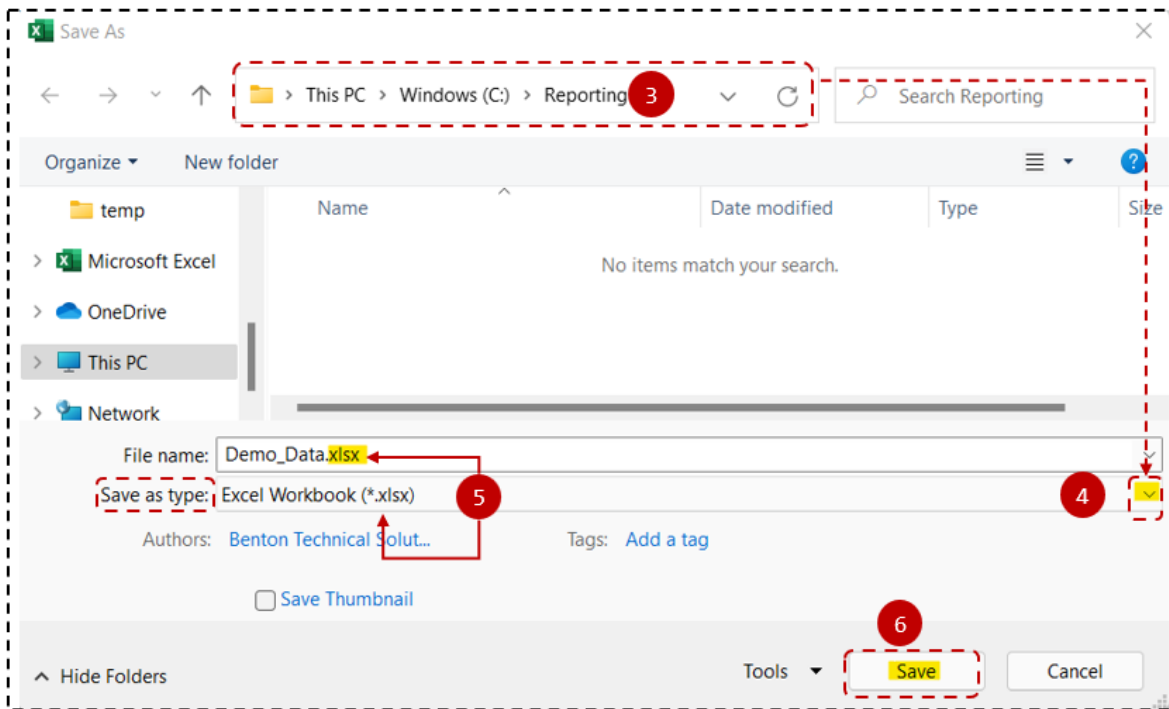 Save As
This PC > Windows (C:) > Reporting 3
Search Reporting
Organize New folder
?
temp
Name Date modified Type Size
Microsoft Excel
No items match your search.
OneDrive
This PC
Network
File name: Demo_Data.xlsx
Save as type: Excel Workbook (*.xlsx) 5 4
Authors: Benton Technical Solut... Tags: Add a tag
Save Thumbnail
6
Hide Folders Tools Save Cancel